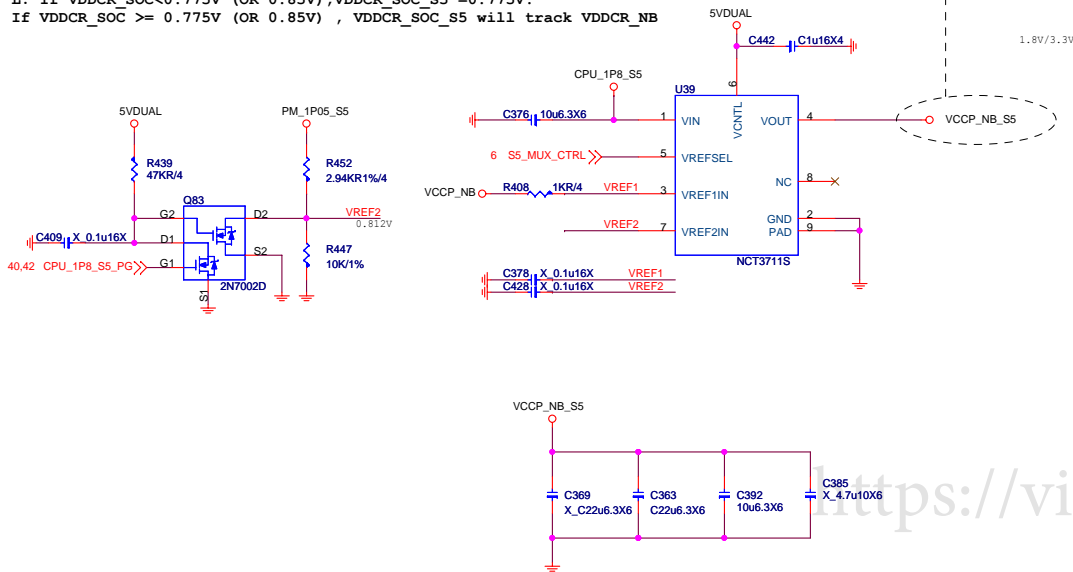 If VDDCR_SOC >= 0.775V (OR 0.85V) , VDDCR_SOC_S5 will track VDDCR_NB
5VDUAL
C442
C1u16X4
1.8V/3.3V
CPU_1P8_S5
6
U39
C376
10u6.3X6
1
VIN
VCNTL
VOUT
4
VCCP_NB_S5
5VDUAL
PM_1P05_S5
6 S5_MUX_CTRL
5
VREFSEL
R439
47KR/4
R452
2.94KR1%/4
NC
8
VCCP_NB
R408
1KR/4
VREF1
3
VREF1IN
Q83
G2
D2
VREF2
0.812V
GND
2
VREF2
7
VREF2IN
PAD
9
C409
X_0.1u16X
D1
S2
R447
10K/1%
NCT3711S
40,42 CPU_1P8_S5_PG
G1
C378
X_0.1u16X
VREF1
2N7002D
S1
C428
X_0.1u16X
VREF2
VCCP_NB_S5
C369
X_C22u6.3X6
C363
C22u6.3X6
C392
10u6.3X6
C385
X_4.7u10X6
https://vi